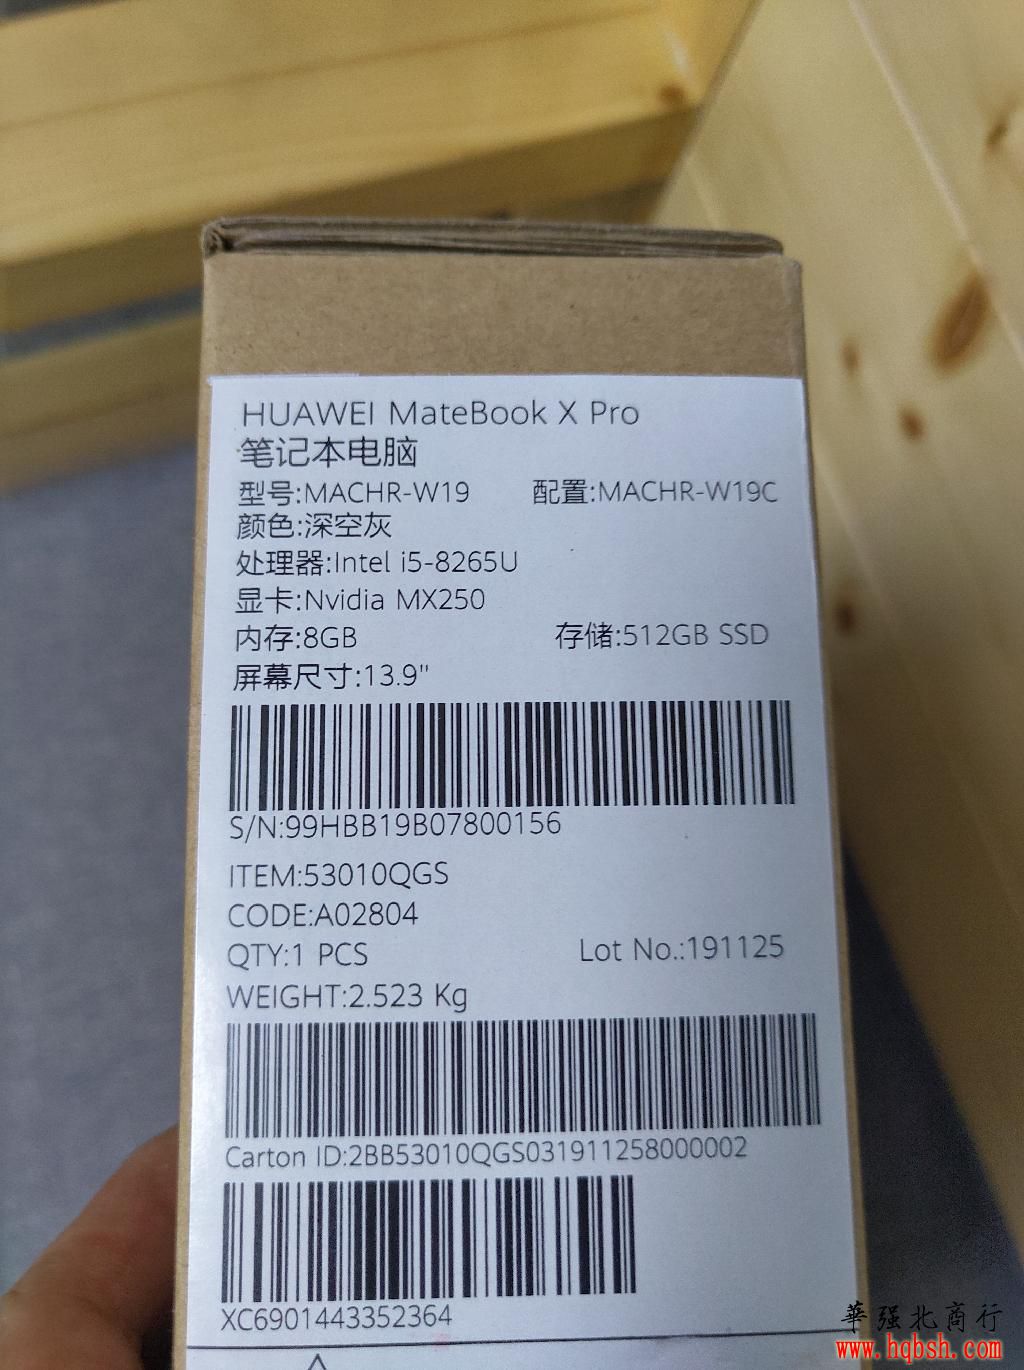 HUAWEI MateBook X Pro
笔记本电脑
型号:MACHR-W19 配置:MACHR-W19C
颜色:深空灰
处理器:Intel i5-8265U
显卡:Nvidia MX250
内存:8GB 存储:512GB SSD
屏幕尺寸:13.9"
S/N:99HBB19B07800156
ITEM:53010QGS
CODE:A02804
QTY:1 PCS Lot No.:191125
WEIGHT:2.523 Kg
Carton ID:2BB53010QGS031911258000002
XC6901443352364
華强北商行
www.hqbsh.com